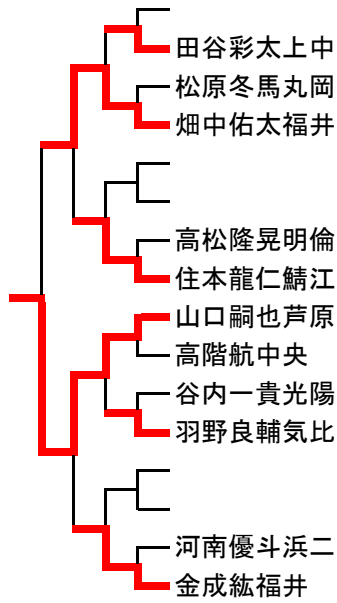 田谷彩太上中
松原冬馬丸岡
畑中佑太福井
高松隆晃明倫
住本龍仁鯖江
山口嗣也芦原
高階航中央
谷内一貴光陽
羽野良輔気比
河南優斗浜二
金成紘福井